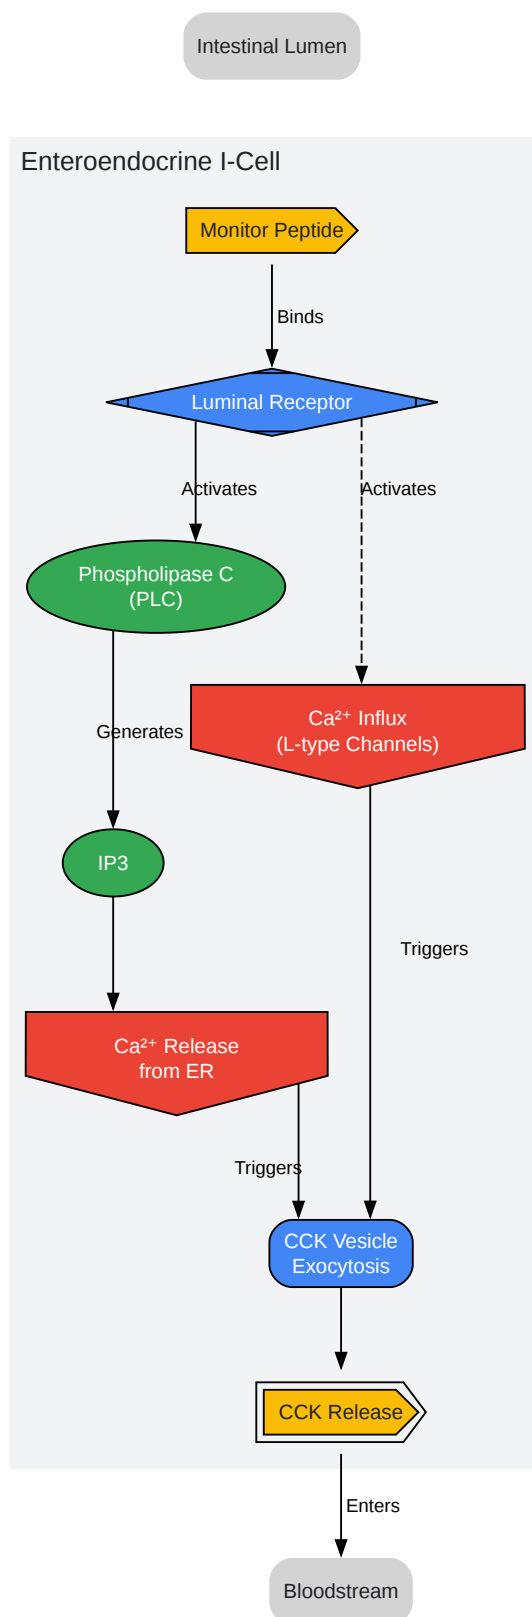 Intestinal Lumen
Enteroendocrine I-Cell
Monitor Peptide
Binds
Luminal Receptor
Activates
Activates
Phospholipase C
(PLC)
Ca²⁺ Influx
(L-type Channels)
Generates
IP3
Triggers
Ca²⁺ Release
from ER
Triggers
CCK Vesicle
Exocytosis
CCK Release
Enters
Bloodstream